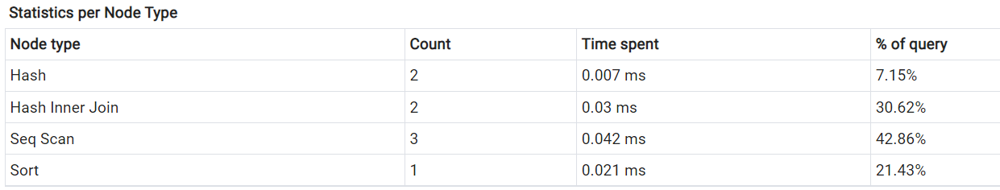 Statistics per Node Type
Node type Count Time spent % of query
Hash 2 0.007 ms 7.15%
Hash Inner Join 2 0.03 ms 30.62%
Seq Scan 3 0.042 ms 42.86%
Sort 1 0.021 ms 21.43%